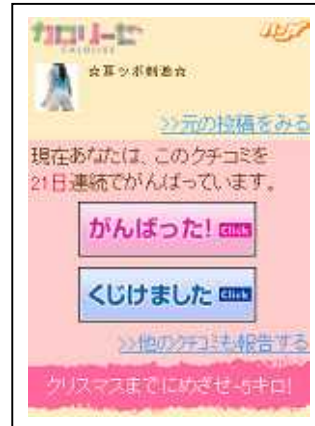 カロリーセ
☆耳ツボ刺激☆
>>元の投稿をみる
現在あなたは、このクチコミを
21日連続でがんばっています。
がんばった! Click
くじけました Click
>>他のクチコミも報告する
クリスマスまでにめざせ-5キロ!